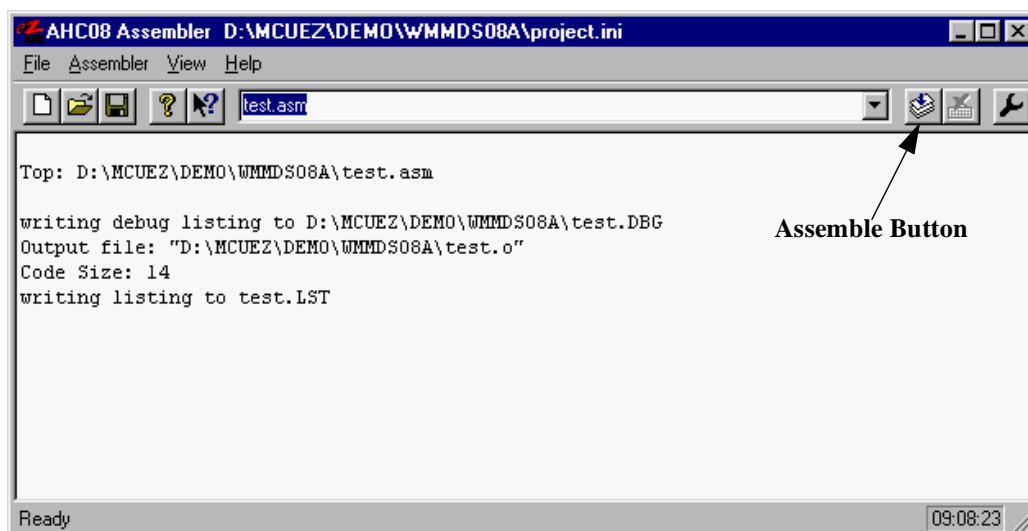 AHC08 Assembler D:\MCUEZ\DEMO\WMMDS08A\project.ini
File Assembler View Help
test.asm
Top: D:\MCUEZ\DEMO\WMMDS08A\test.asm
writing debug listing to D:\MCUEZ\DEMO\WMMDS08A\test.DBG
Assemble Button
Output file: "D:\MCUEZ\DEMO\WMMDS08A\test.o"
Code Size: 14
writing listing to test.LST
Ready 09:08:23